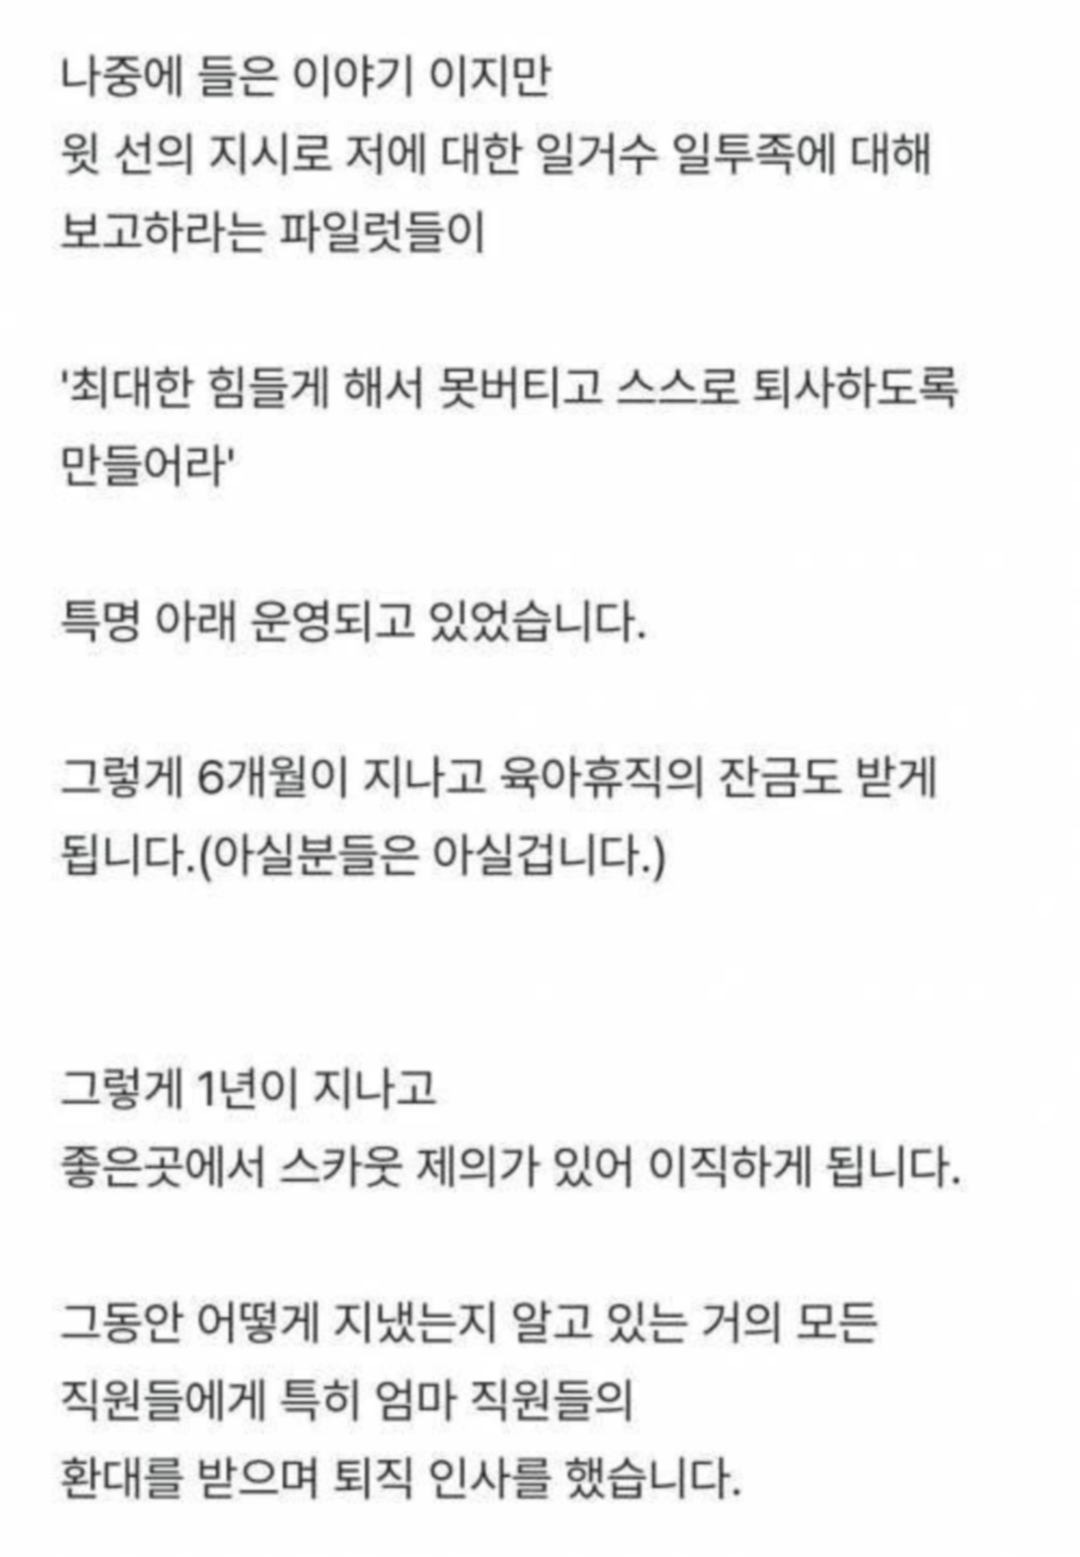 나중에 들은 이야기 이지만
윗 선의 지시로 저에 대한 일거수 일투족에 대해
보고하라는 파일럿들이
'최대한 힘들게 해서 못버티고 스스로 퇴사하도록
만들어라'
특명 아래 운영되고 있었습니다.
그렇게 6개월이 지나고 육아휴직의 잔금도 받게
됩니다.(아실분들은 아실겁니다.)
그렇게 1년이 지나고
좋은곳에서 스카웃 제의가 있어 이직하게 됩니다.
그동안 어떻게 지냈는지 알고 있는 거의 모든
직원들에게 특히 엄마 직원들의
환대를 받으며 퇴직 인사를 했습니다.